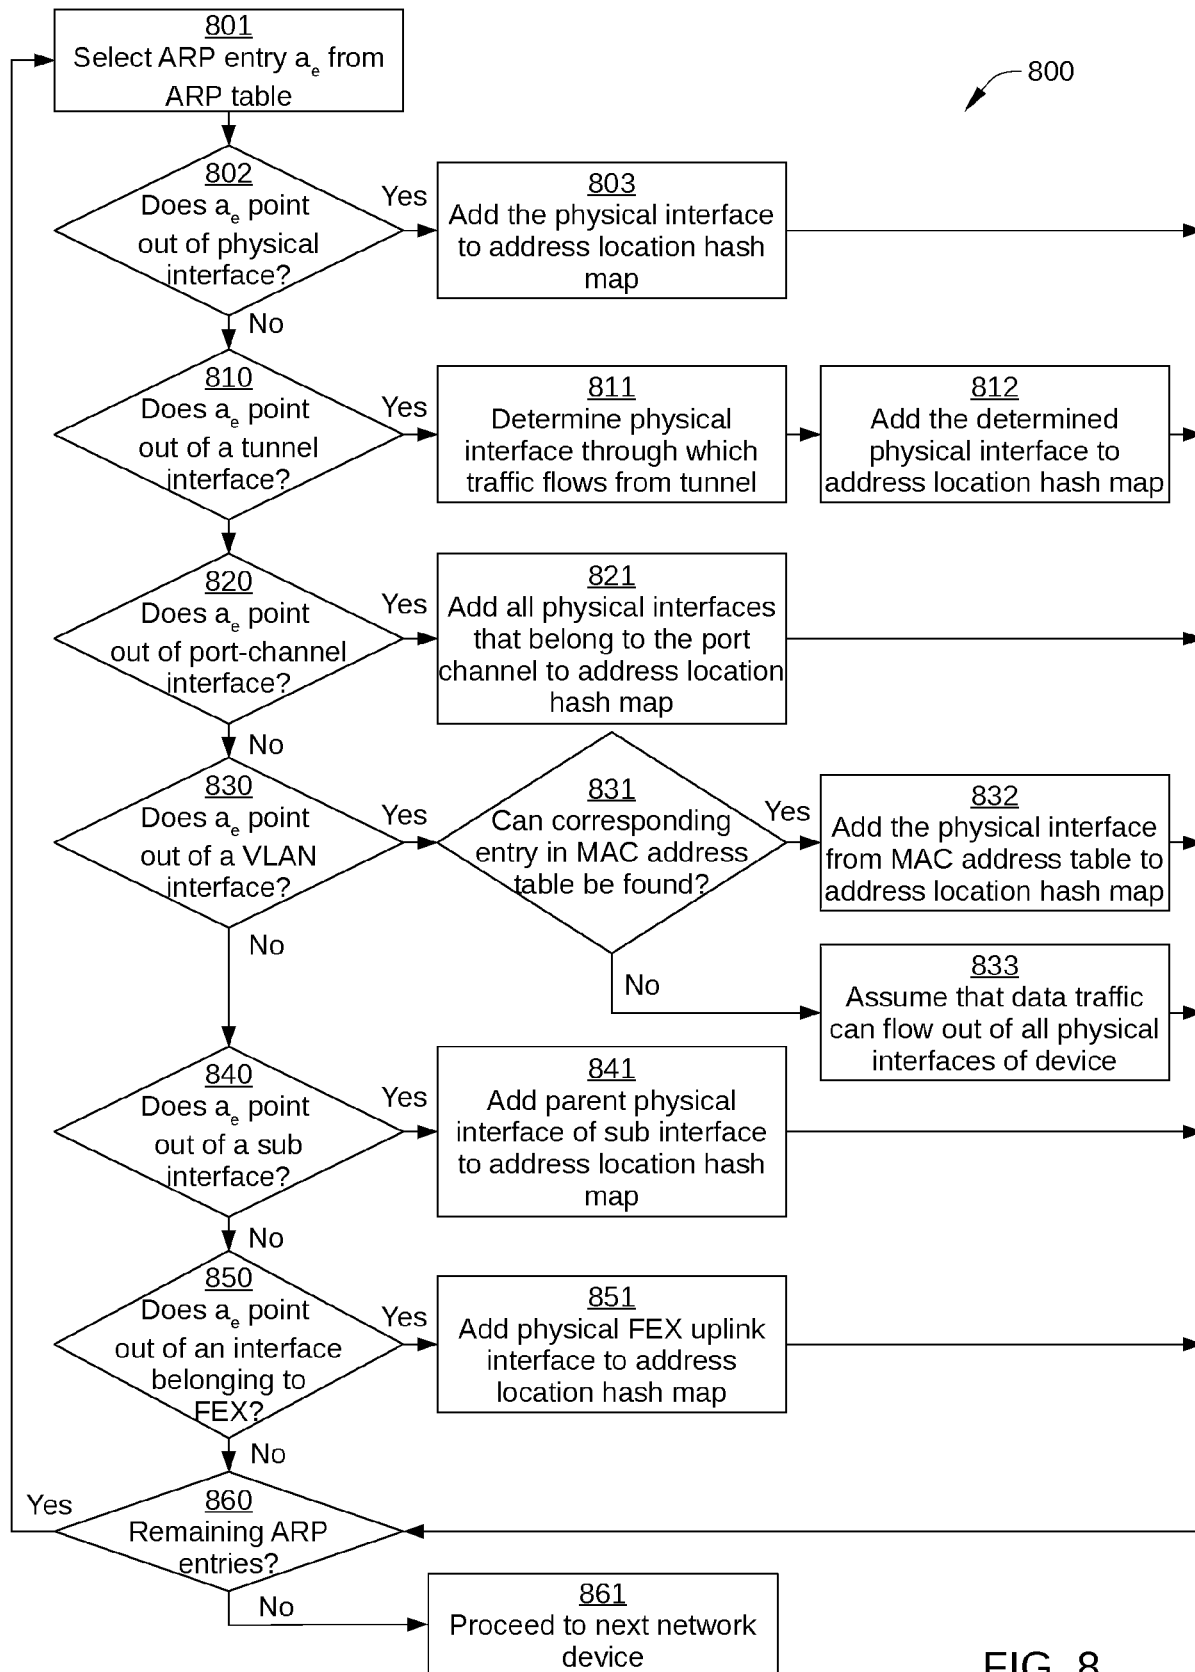 801
Select ARP entry ae from
ARP table
800
802
Does ae point
out of physical
interface?
Yes
803
Add the physical interface
to address location hash
map
No
810
Does ae point
out of a tunnel
interface?
Yes
811
Determine physical
interface through which
traffic flows from tunnel
812
Add the determined
physical interface to
address location hash map
820
Does ae point
out of port-channel
interface?
Yes
821
Add all physical interfaces
that belong to the port
channel to address location
hash map
No
830
Does ae point
out of a VLAN
interface?
Yes
831
Can corresponding
entry in MAC address
table be found?
Yes
832
Add the physical interface
from MAC address table to
address location hash map
No
No
833
Assume that data traffic
can flow out of all physical
interfaces of device
840
Does ae point
out of a sub
interface?
Yes
841
Add parent physical
interface of sub interface
to address location hash
map
No
850
Does ae point
out of an interface
belonging to
FEX?
Yes
851
Add physical FEX uplink
interface to address
location hash map
No
860
Remaining ARP
entries?
Yes
No
861
Proceed to next network
device
FIG. 8